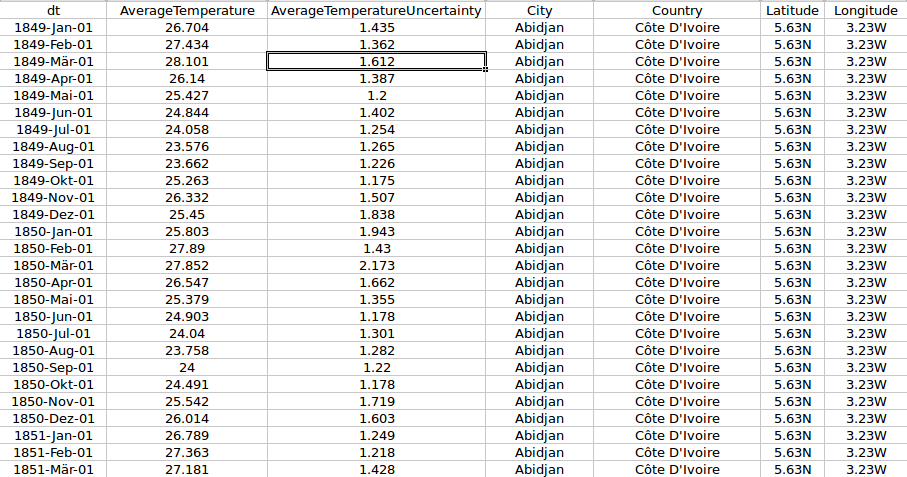 dt AverageTemperature AverageTemperatureUncertainty City Country Latitude Longitude
1849-Jan-01 26.704 1.435 Abidjan Côte D'Ivoire 5.63N 3.23W
1849-Feb-01 27.434 1.362 Abidjan Côte D'Ivoire 5.63N 3.23W
1849-Mär-01 28.101 1.612 Abidjan Côte D'Ivoire 5.63N 3.23W
1849-Apr-01 26.14 1.387 Abidjan Côte D'Ivoire 5.63N 3.23W
1849-Mai-01 25.427 1.2 Abidjan Côte D'Ivoire 5.63N 3.23W
1849-Jun-01 24.844 1.402 Abidjan Côte D'Ivoire 5.63N 3.23W
1849-Jul-01 24.058 1.254 Abidjan Côte D'Ivoire 5.63N 3.23W
1849-Aug-01 23.576 1.265 Abidjan Côte D'Ivoire 5.63N 3.23W
1849-Sep-01 23.662 1.226 Abidjan Côte D'Ivoire 5.63N 3.23W
1849-Okt-01 25.263 1.175 Abidjan Côte D'Ivoire 5.63N 3.23W
1849-Nov-01 26.332 1.507 Abidjan Côte D'Ivoire 5.63N 3.23W
1849-Dez-01 25.45 1.838 Abidjan Côte D'Ivoire 5.63N 3.23W
1850-Jan-01 25.803 1.943 Abidjan Côte D'Ivoire 5.63N 3.23W
1850-Feb-01 27.89 1.43 Abidjan Côte D'Ivoire 5.63N 3.23W
1850-Mär-01 27.852 2.173 Abidjan Côte D'Ivoire 5.63N 3.23W
1850-Apr-01 26.547 1.662 Abidjan Côte D'Ivoire 5.63N 3.23W
1850-Mai-01 25.379 1.355 Abidjan Côte D'Ivoire 5.63N 3.23W
1850-Jun-01 24.903 1.178 Abidjan Côte D'Ivoire 5.63N 3.23W
1850-Jul-01 24.04 1.301 Abidjan Côte D'Ivoire 5.63N 3.23W
1850-Aug-01 23.758 1.282 Abidjan Côte D'Ivoire 5.63N 3.23W
1850-Sep-01 24 1.22 Abidjan Côte D'Ivoire 5.63N 3.23W
1850-Okt-01 24.491 1.178 Abidjan Côte D'Ivoire 5.63N 3.23W
1850-Nov-01 25.542 1.719 Abidjan Côte D'Ivoire 5.63N 3.23W
1850-Dez-01 26.014 1.603 Abidjan Côte D'Ivoire 5.63N 3.23W
1851-Jan-01 26.789 1.249 Abidjan Côte D'Ivoire 5.63N 3.23W
1851-Feb-01 27.363 1.218 Abidjan Côte D'Ivoire 5.63N 3.23W
1851-Mär-01 27.181 1.428 Abidjan Côte D'Ivoire 5.63N 3.23W